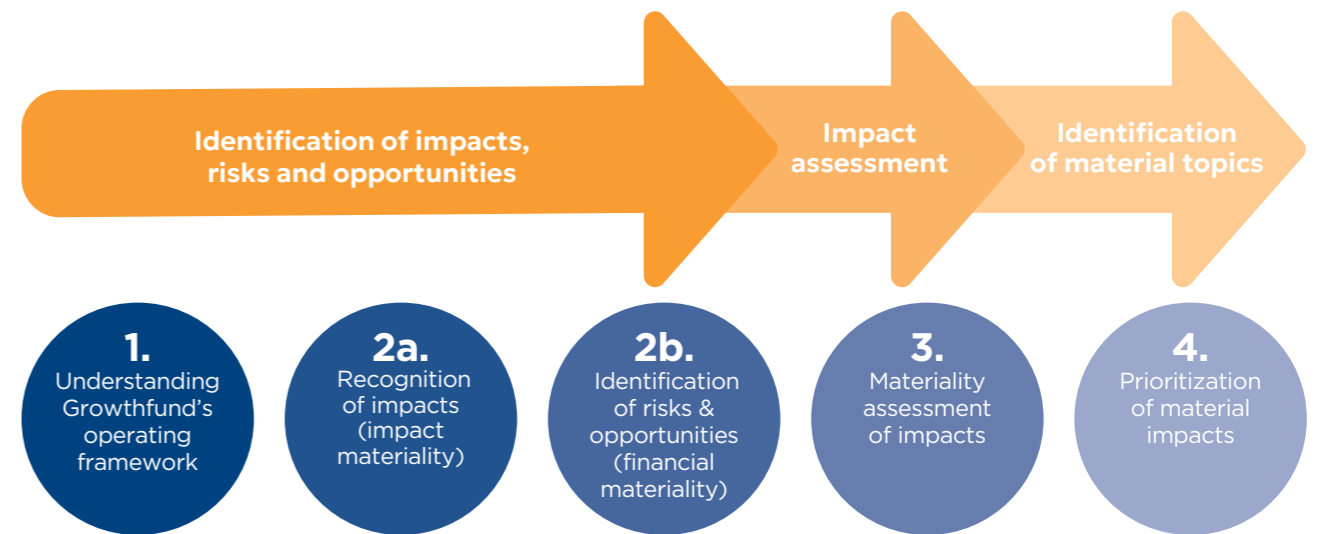 Identification of impacts,
risks and opportunities
Impact
assessment
Identification
of material topics
1.
Understanding
Growthfund's
operating
framework
2a.
Recognition
of impacts
(impact
materiality)
2b.
Identification
of risks &
opportunities
(financial
materiality)
3.
Materiality
assessment
of impacts
4.
Prioritization
of material
impacts